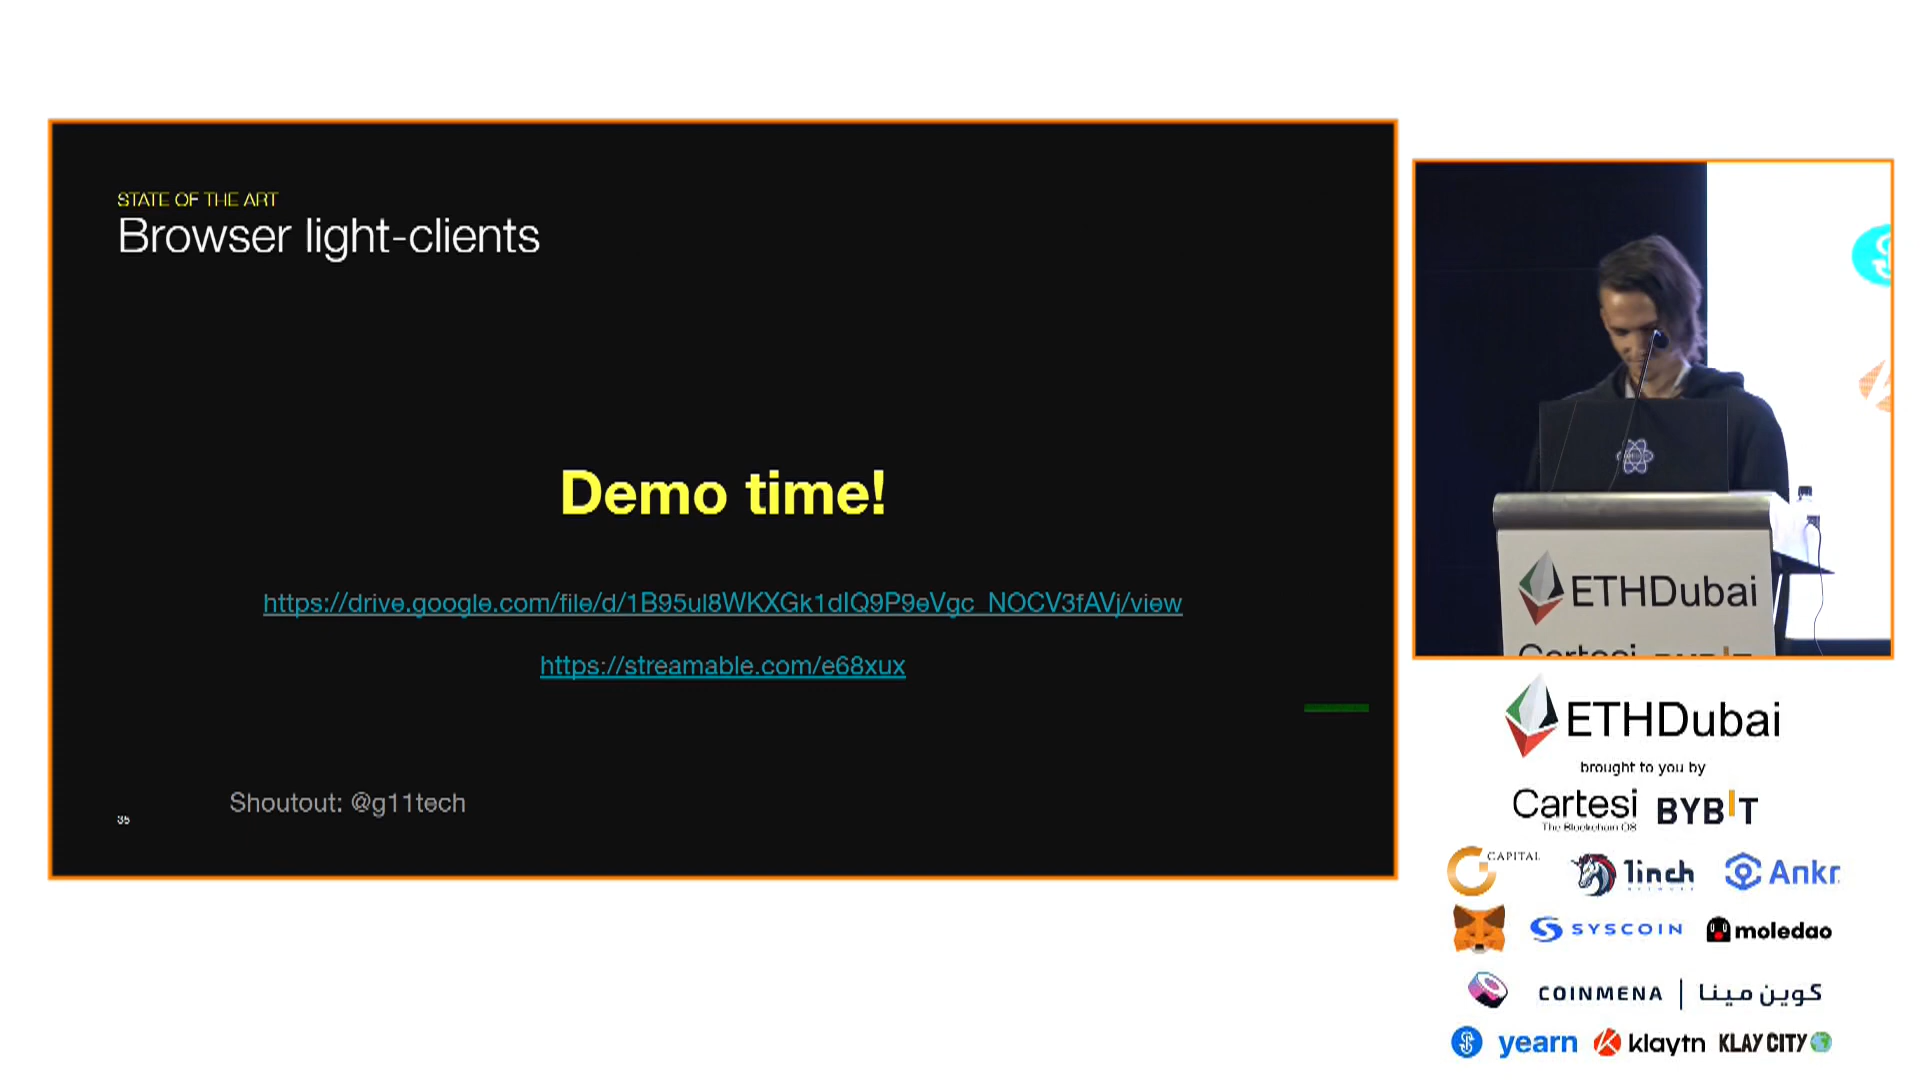 STATE OF THE ART
Browser light-clients
Demo time!
https://drive.google.com/file/d/1B95ul8WKXGk1dIQ9P9eVgc_NOCV3fAVj/view
https://streamable.com/e68xux
Shoutout: @g11tech
35
ETHDubai
Cartesi
ETHDubai
brought to you by
Cartesi BYBIT
The Blockchain OS
CAPITAL 1inch Ankr
SYSCOIN moledao
COINMENA | كوين مينا
yearn klaytn KLAY CITY